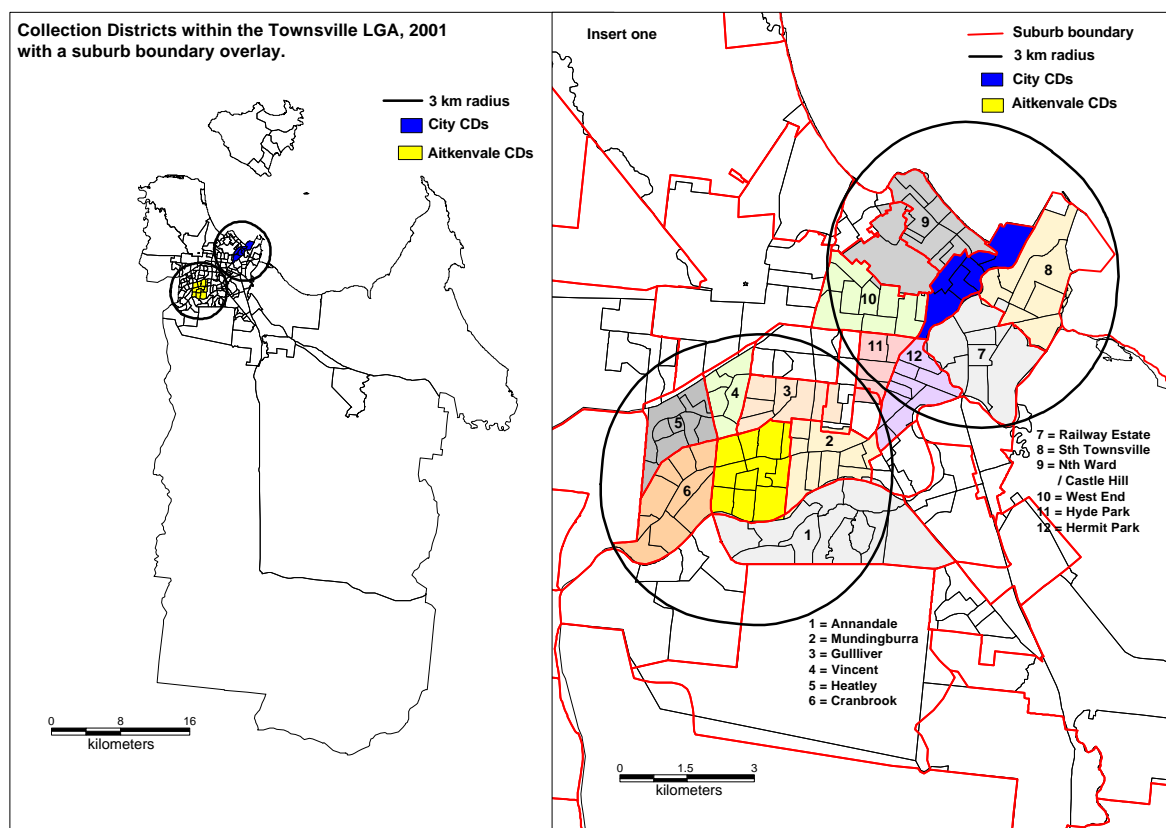 Collection Districts within the Townsville LGA, 2001
with a suburb boundary overlay.
3 km radius
City CDs
Aitkenvale CDs
0 8 16
kilometers
Insert one
Suburb boundary
3 km radius
City CDs
Aitkenvale CDs
9
8
10
11
12
7
3
4
5
2
6
1
7 = Railway Estate
8 = Sth Townsville
9 = Nth Ward
/ Castle Hill
10 = West End
11 = Hyde Park
12 = Hermit Park
1 = Annandale
2 = Mundingburra
3 = Gullliver
4 = Vincent
5 = Heatley
6 = Cranbrook
0 1.5 3
kilometers